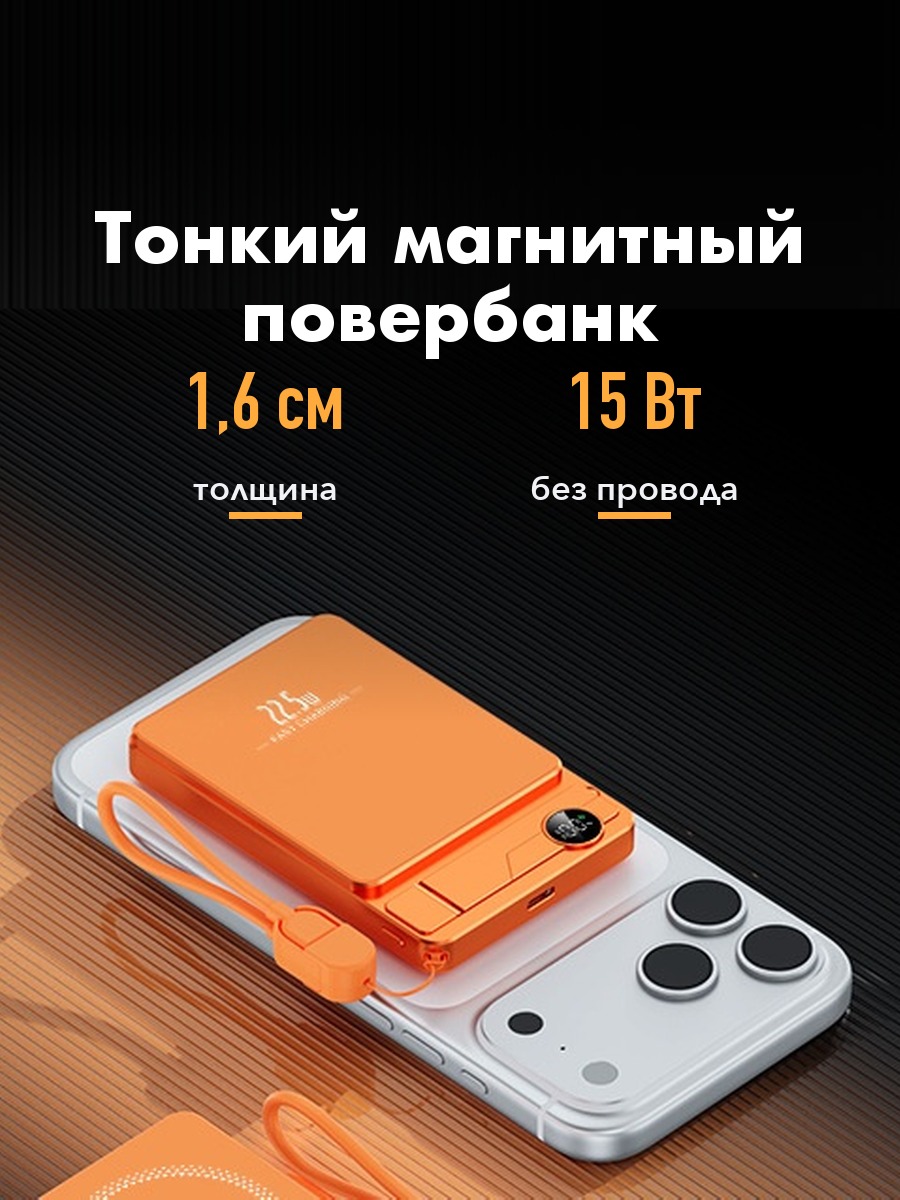 Тонкий магнитный
повербанк
1,6 см
15 Вт
толщина
без провода
22.5W
FAST CHARGING